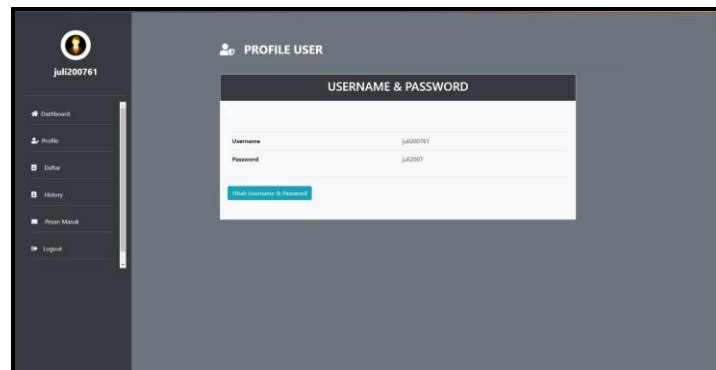 juli200761
Dashboard
Profile
Daftar
History
Pesan Masuk
Logout
PROFILE USER
USERNAME & PASSWORD
Username juli200761
Password juli2007
Ubah Username & Password